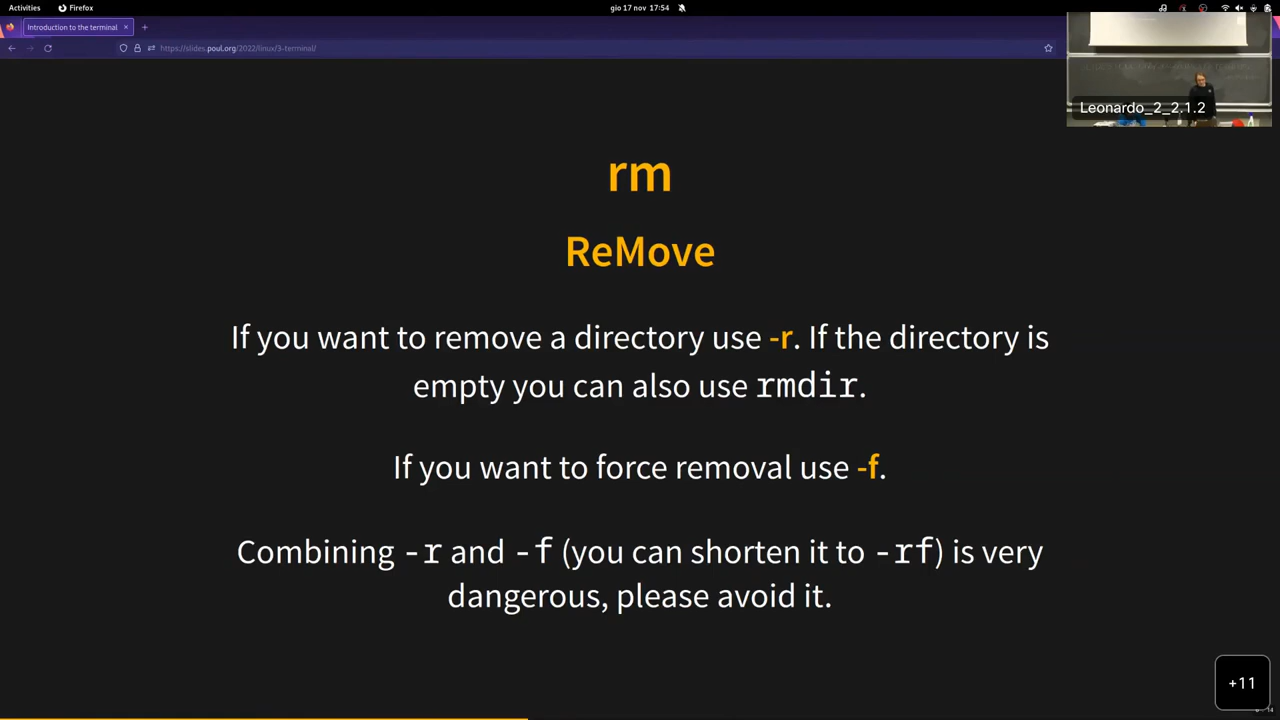 Activities
Firefox
gio 17 nov 17:54
Introduction to the terminal
https://slides.poul.org/2022/linux/3-terminal/
Leonardo_2_2.1.2
rm
ReMove
If you want to remove a directory use -r. If the directory is
empty you can also use rmdir.
If you want to force removal use -f.
Combining -r and -f (you can shorten it to -rf) is very
dangerous, please avoid it.
+11